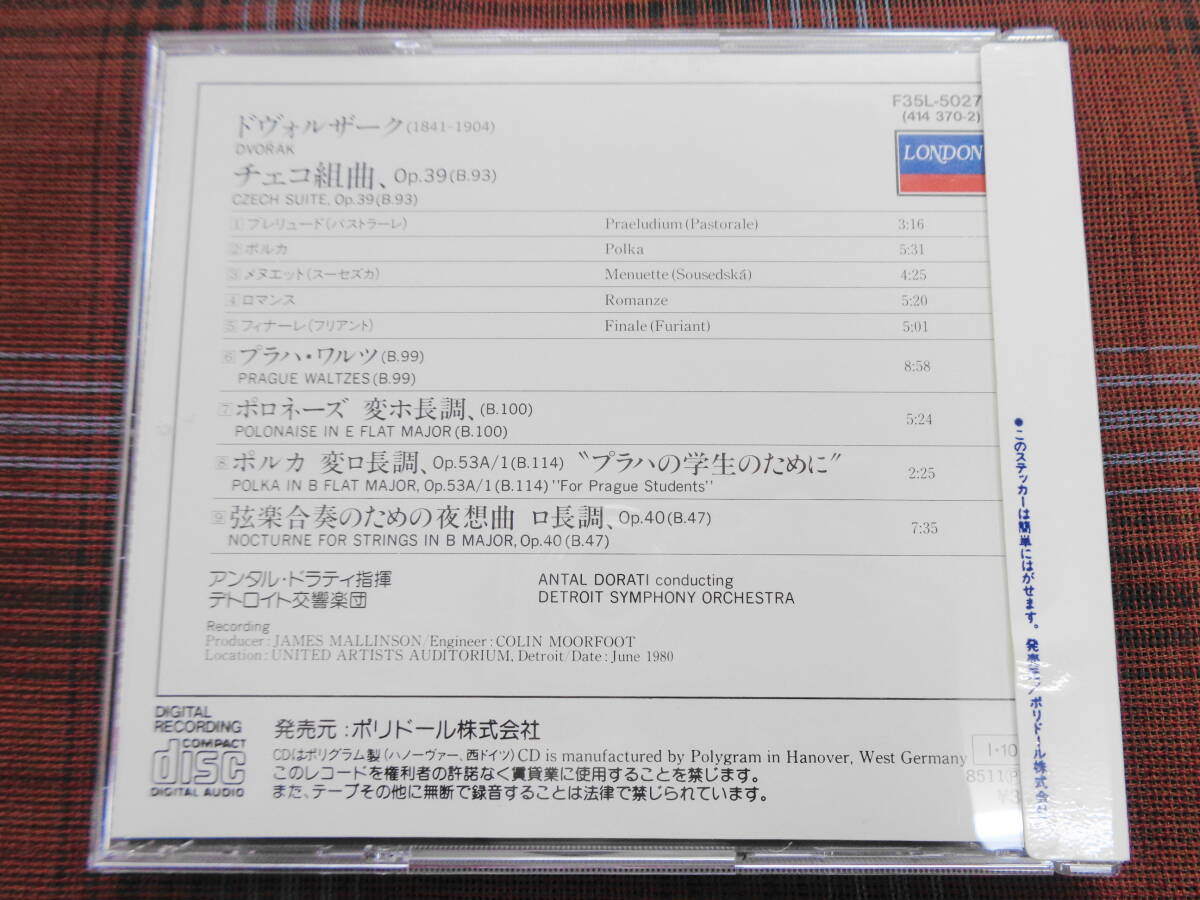 F35L-5027
(414 370-2)
LONDON
ドヴォルザーク(1841-1904)
DVOŘÁK
チェコ組曲、Op.39(B.93)
CZECH SUITE, Op.39(B.93)
1 プレリュード(パストラーレ) Praeludium(Pastorale) 3:16
2 ポルカ Polka 5:31
3 メヌエット(スーセズカ) Menuette(Sousedská) 4:25
4 ロマンス Romanze 5:20
5 フィナーレ(フリアント) Finale(Furiant) 5:01
6 プラハ・ワルツ(B.99) 8:58
PRAGUE WALTZES(B.99)
7 ポロネーズ 変ホ長調、(B.100) 5:24
POLONAISE IN E FLAT MAJOR(B.100)
8 ポルカ 変ロ長調、Op.53A/1(B.114) 〝プラハの学生のために〟 2:25
POLKA IN B FLAT MAJOR, Op.53A/1(B.114)"For Prague Students"
9 弦楽合奏のための夜想曲 ロ長調、Op.40(B.47) 7:35
NOCTURNE FOR STRINGS IN B MAJOR, Op.40(B.47)
アンタル・ドラティ指揮 ANTAL DORATI conducting
デトロイト交響楽団 DETROIT SYMPHONY ORCHESTRA
Recording
Producer:JAMES MALLINSON/Engineer:COLIN MOORFOOT
Location:UNITED ARTISTS AUDITORIUM, Detroit/Date:June 1980
DIGITAL
RECORDING
COMPACT
disc
DIGITAL AUDIO
発売元:ポリドール株式会社
CDはポリグラム製(ハノーヴァー、西ドイツ)CD is manufactured by Polygram in Hanover, West Germany
このレコードを権利者の許諾なく賃貸業に使用することを禁じます。
また、テープその他に無断で録音することは法律で禁じられています。
I·10
8511
¥3
●このステッカーは簡単にはがせます。発売元/ポリドール株式会社